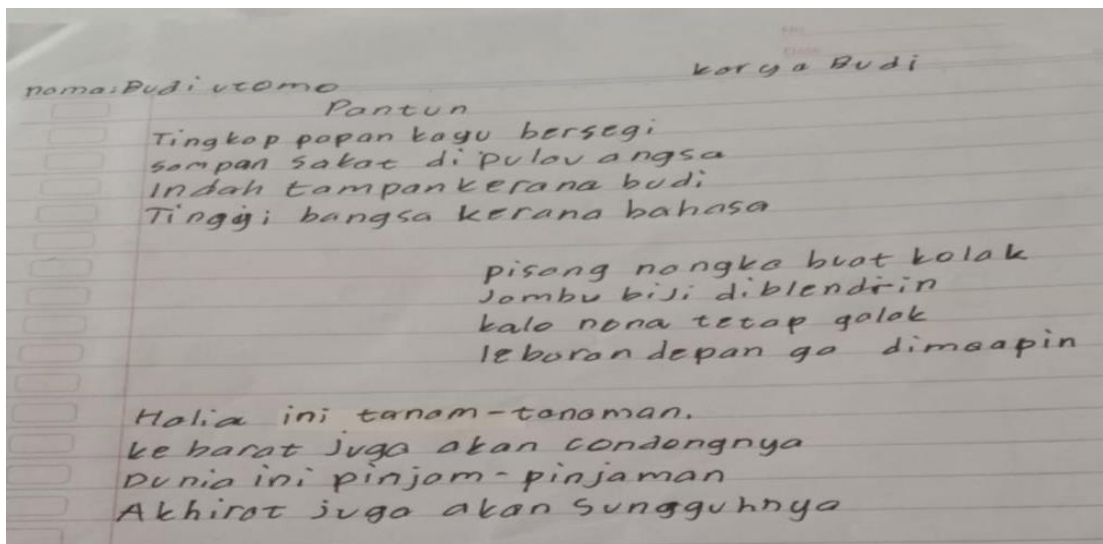 karya Budi
nama: Budi utomo
Pantun
Tingkap papan kayu bersegi
sampan sakat di pulau angsa
Indah tampan kerana budi
Tinggi bangsa kerana bahasa
pisang nangka buat kolak
Jambu biji diblendrin
kalo nona tetap galak
lebaran depan ga dimaapin
Halia ini tanam-tanaman.
ke barat juga akan condongnya
Dunia ini pinjam-pinjaman
Akhirat juga akan sungguhnya